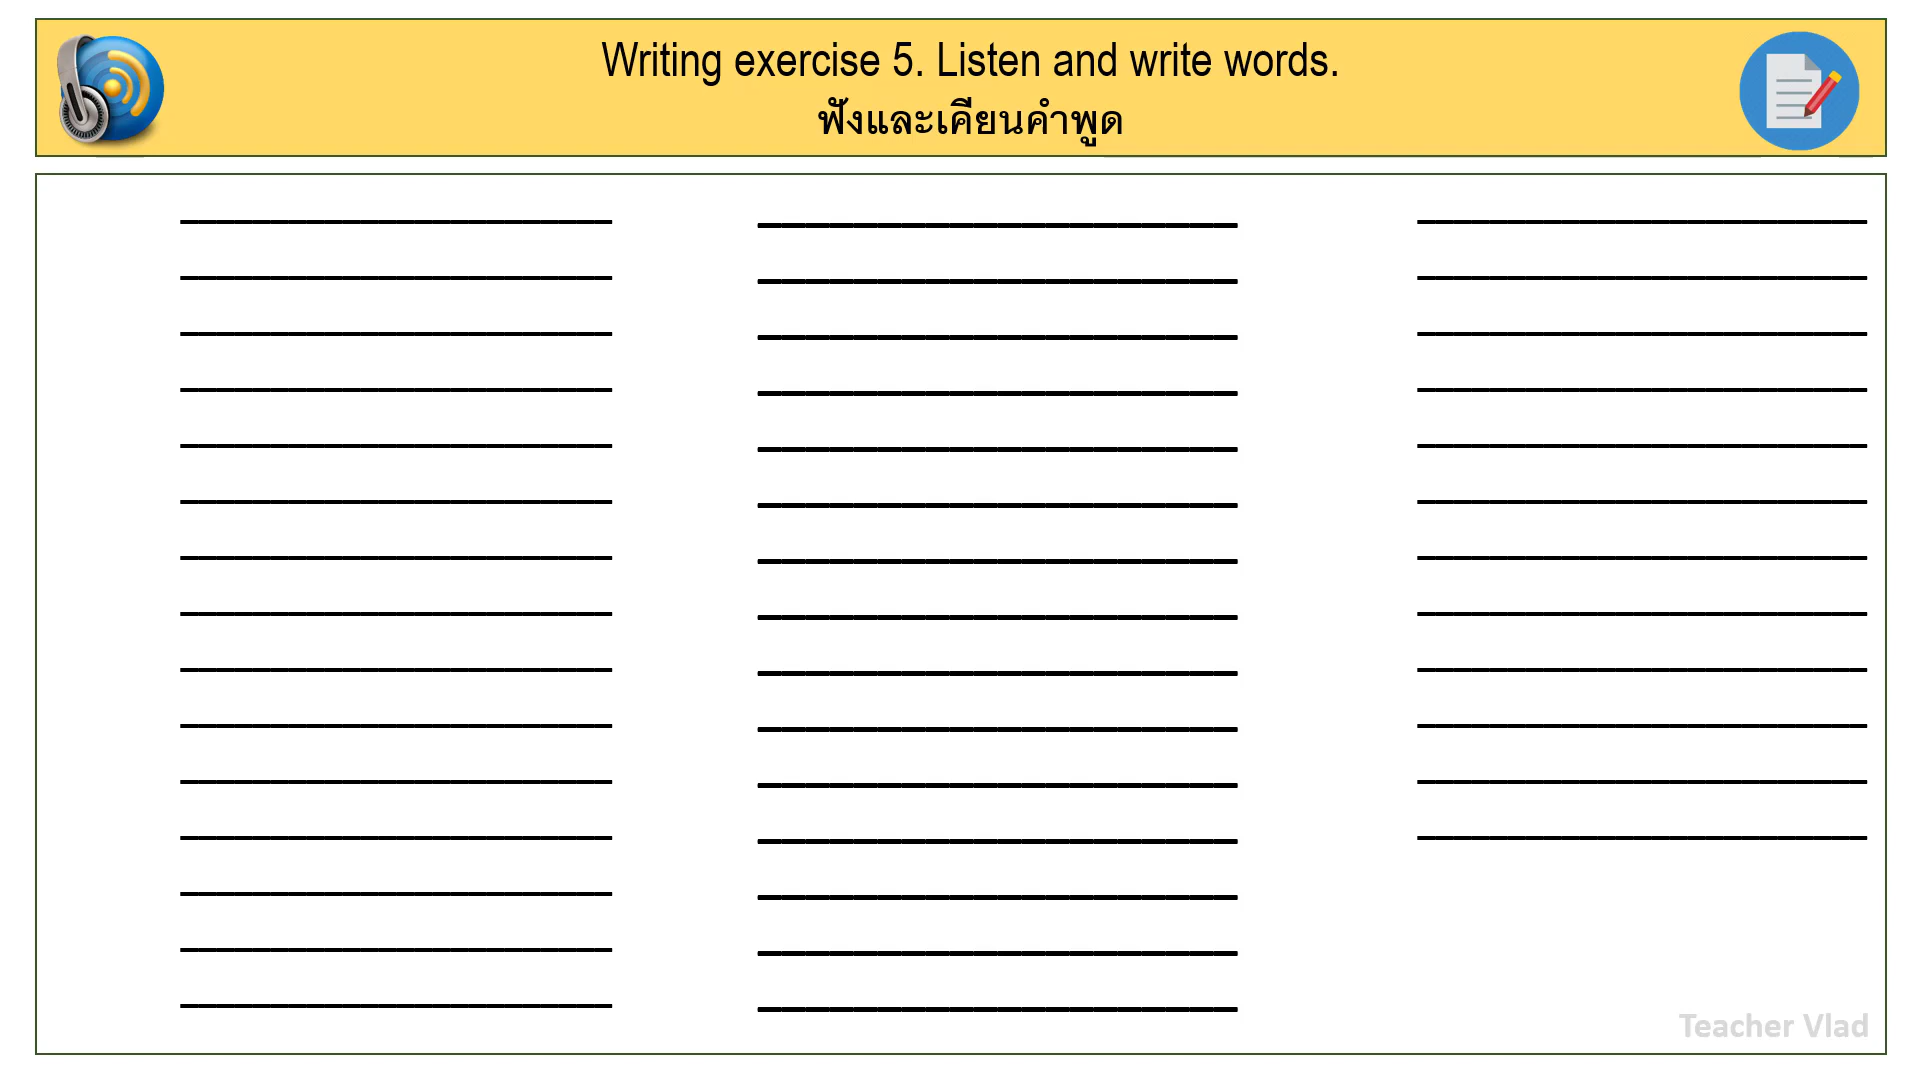 Writing exercise 5. Listen and write words.
ฟังและเคียนคำพูด
Teacher Vlad